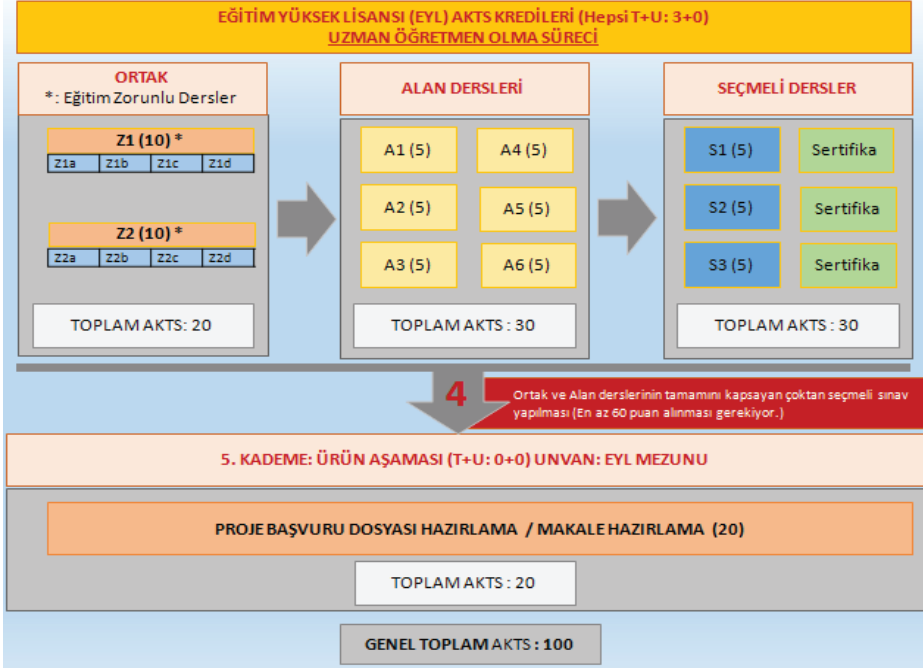 EĞİTİM YÜKSEK LİSANSI (EYL) AKTS KREDİLERİ (Hepsi T+U: 3+0)
UZMAN ÖĞRETMEN OLMA SÜRECİ
ORTAK
*: Eğitim Zorunlu Dersler
Z1 (10) *
Z1a Z1b Z1c Z1d
Z2 (10) *
Z2a Z2b Z2c Z2d
TOPLAM AKTS: 20
ALAN DERSLERİ
A1 (5) A4 (5)
A2 (5) A5 (5)
A3 (5) A6 (5)
TOPLAM AKTS : 30
SEÇMELİ DERSLER
S1 (5) Sertifika
S2 (5) Sertifika
S3 (5) Sertifika
TOPLAM AKTS : 30
4
Ortak ve Alan derslerinin tamamını kapsayan çoktan seçmeli sınav
yapılması (En az 60 puan alınması gerekiyor.)
5. KADEME: ÜRÜN AŞAMASI (T+U: 0+0) UNVAN: EYL MEZUNU
PROJE BAŞVURU DOSYASI HAZIRLAMA / MAKALE HAZIRLAMA (20)
TOPLAM AKTS : 20
GENEL TOPLAM AKTS : 100